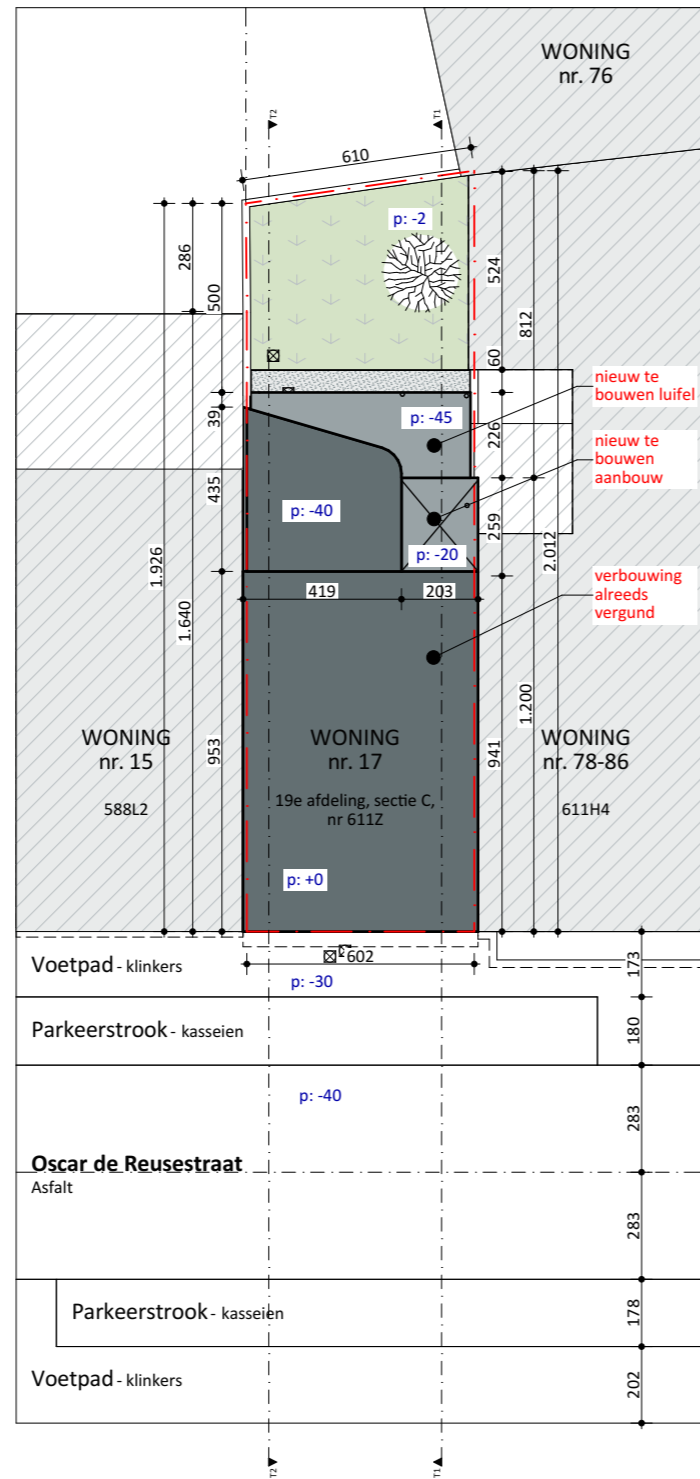 WONING
nr. 76
T2
T1
610
p: -2
286
500
524
812
60
nieuw te
bouwen luifel
39
p: -45
226
nieuw te
bouwen
aanbouw
435
p: -40
259
p: -20
2.012
1.926
1.640
419
203
verbouwing
alreeds
vergund
1.200
953
941
WONING
nr. 15
588L2
WONING
nr. 17
19e afdeling, sectie C,
nr 611Z
WONING
nr. 78-86
611H4
p: +0
602
Voetpad - klinkers
p: -30
173
Parkeerstrook - kasseien
180
p: -40
283
Oscar de Reusestraat
Asfalt
283
Parkeerstrook - kasseien
178
Voetpad - klinkers
202
T2
T1